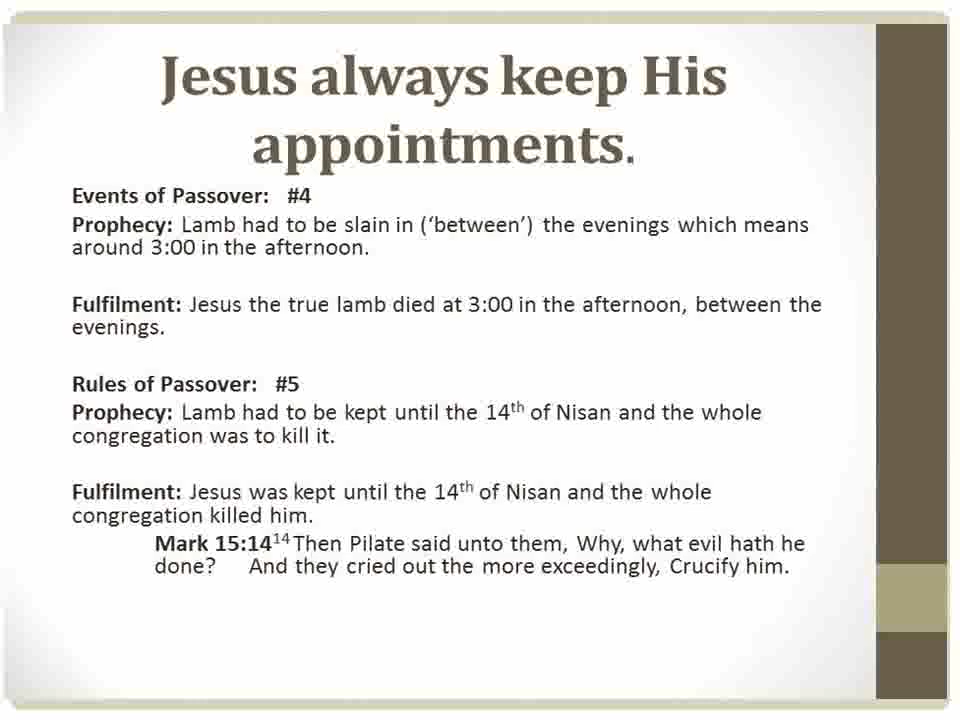 Jesus always keep His
appointments.
Events of Passover: #4
Prophecy: Lamb had to be slain in (‘between’) the evenings which means
around 3:00 in the afternoon.
Fulfilment: Jesus the true lamb died at 3:00 in the afternoon, between the
evenings.
Rules of Passover: #5
Prophecy: Lamb had to be kept until the 14th of Nisan and the whole
congregation was to kill it.
Fulfilment: Jesus was kept until the 14th of Nisan and the whole
congregation killed him.
Mark 15:14 14 Then Pilate said unto them, Why, what evil hath he
done? And they cried out the more exceedingly, Crucify him.